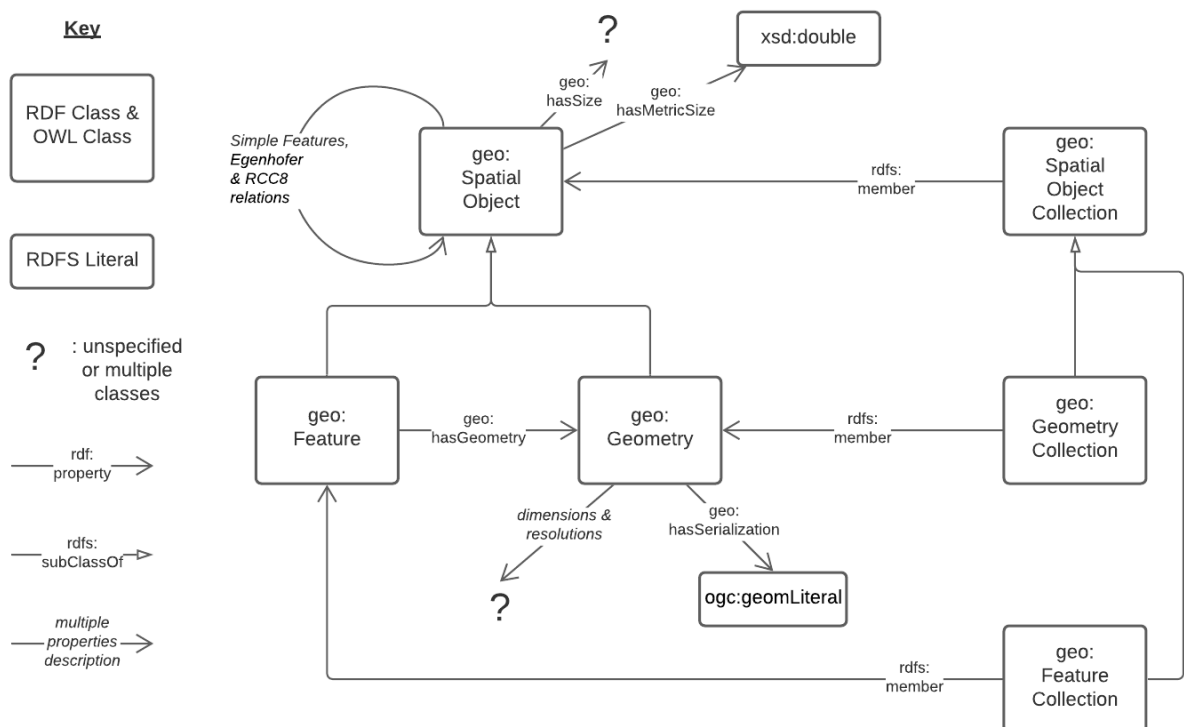 Key
RDF Class &
OWL Class
RDFS Literal
?
: unspecified
or multiple
classes
rdf:
property
rdfs:
subClassOf
multiple
properties
description
?
xsd:double
geo:
hasSize
geo:
hasMetricSize
Simple Features,
Egenhofer
& RCC8
relations
geo:
Spatial
Object
rdfs:
member
geo:
Spatial
Object
Collection
geo:
Feature
geo:
hasGeometry
geo:
Geometry
rdfs:
member
geo:
Geometry
Collection
dimensions &
resolutions
?
geo:
hasSerialization
ogc:geomLiteral
rdfs:
member
geo:
Feature
Collection